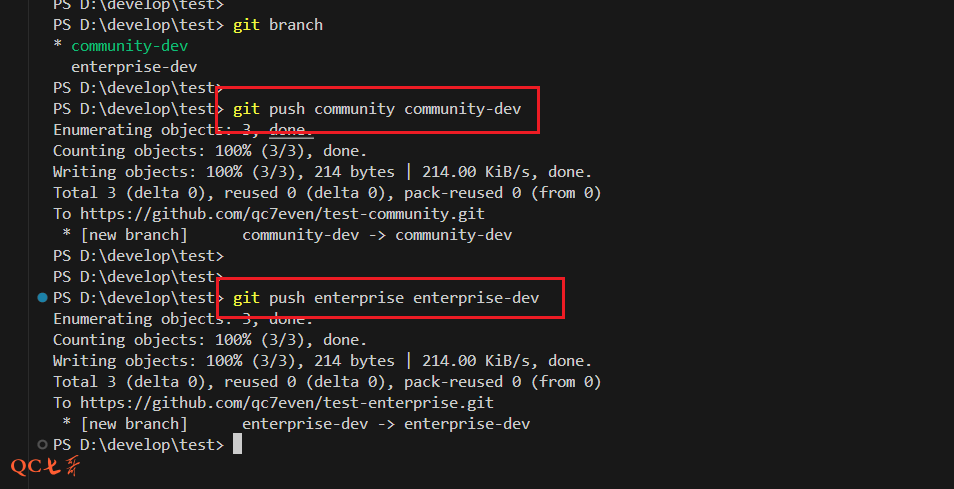 PS D:\develop\test>
PS D:\develop\test> git branch
* community-dev
  enterprise-dev
PS D:\develop\test>
PS D:\develop\test> git push community community-dev
Enumerating objects: 3, done.
Counting objects: 100% (3/3), done.
Writing objects: 100% (3/3), 214 bytes | 214.00 KiB/s, done.
Total 3 (delta 0), reused 0 (delta 0), pack-reused 0 (from 0)
To https://github.com/qc7even/test-community.git
 * [new branch]      community-dev -> community-dev
PS D:\develop\test>
PS D:\develop\test>
PS D:\develop\test> git push enterprise enterprise-dev
Enumerating objects: 3, done.
Counting objects: 100% (3/3), done.
Writing objects: 100% (3/3), 214 bytes | 214.00 KiB/s, done.
Total 3 (delta 0), reused 0 (delta 0), pack-reused 0 (from 0)
To https://github.com/qc7even/test-enterprise.git
 * [new branch]      enterprise-dev -> enterprise-dev
PS D:\develop\test>
QC七哥